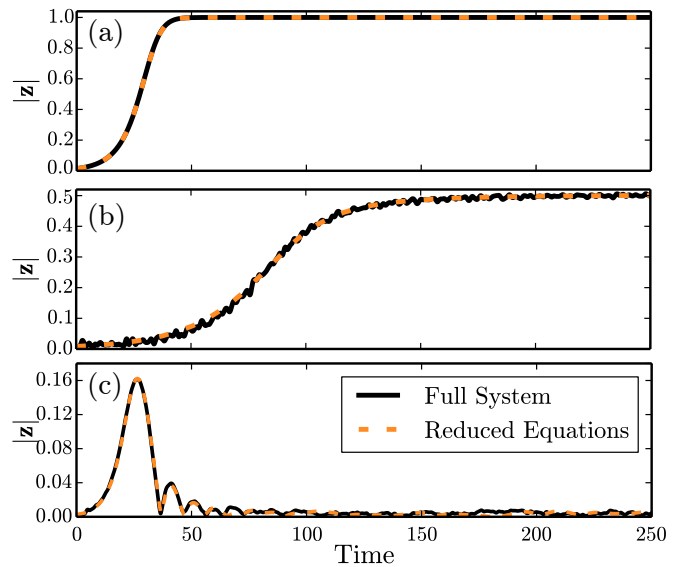 (a)
1.0
0.8
0.6
0.4
0.2
0.0
|z|
(b)
0.5
0.4
0.3
0.2
0.1
0.0
|z|
(c)
0.16
0.12
0.08
0.04
0.00
|z|
Full System
Reduced Equations
0 50 100 150 200 250
Time